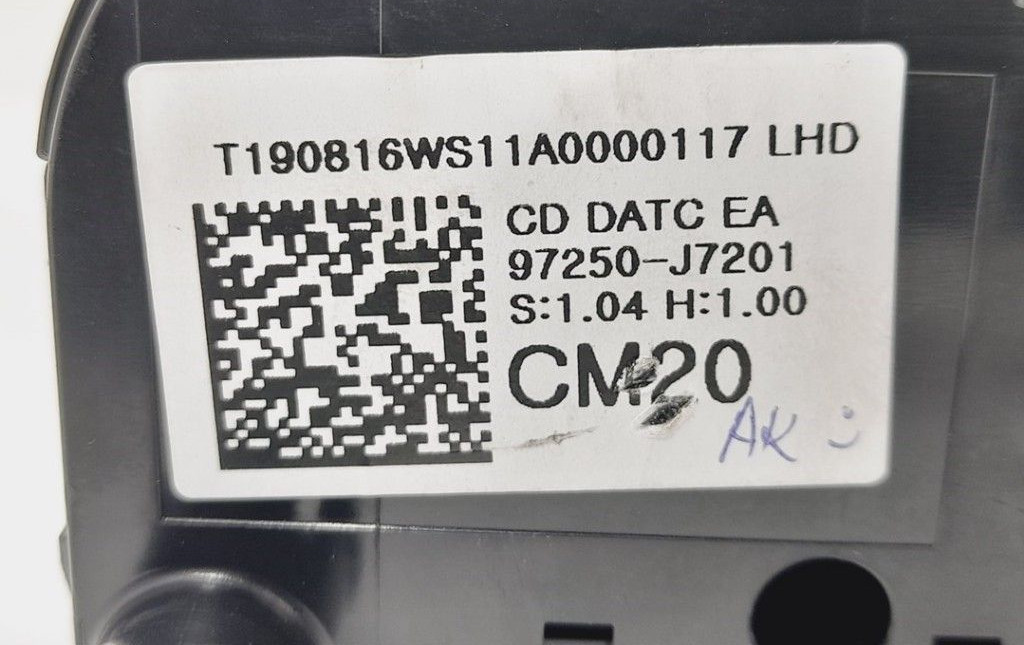 T190816WS11A0000117 LHD
CD DATC EA
97250-J7201
S:1.04 H:1.00
CM20
AK :)